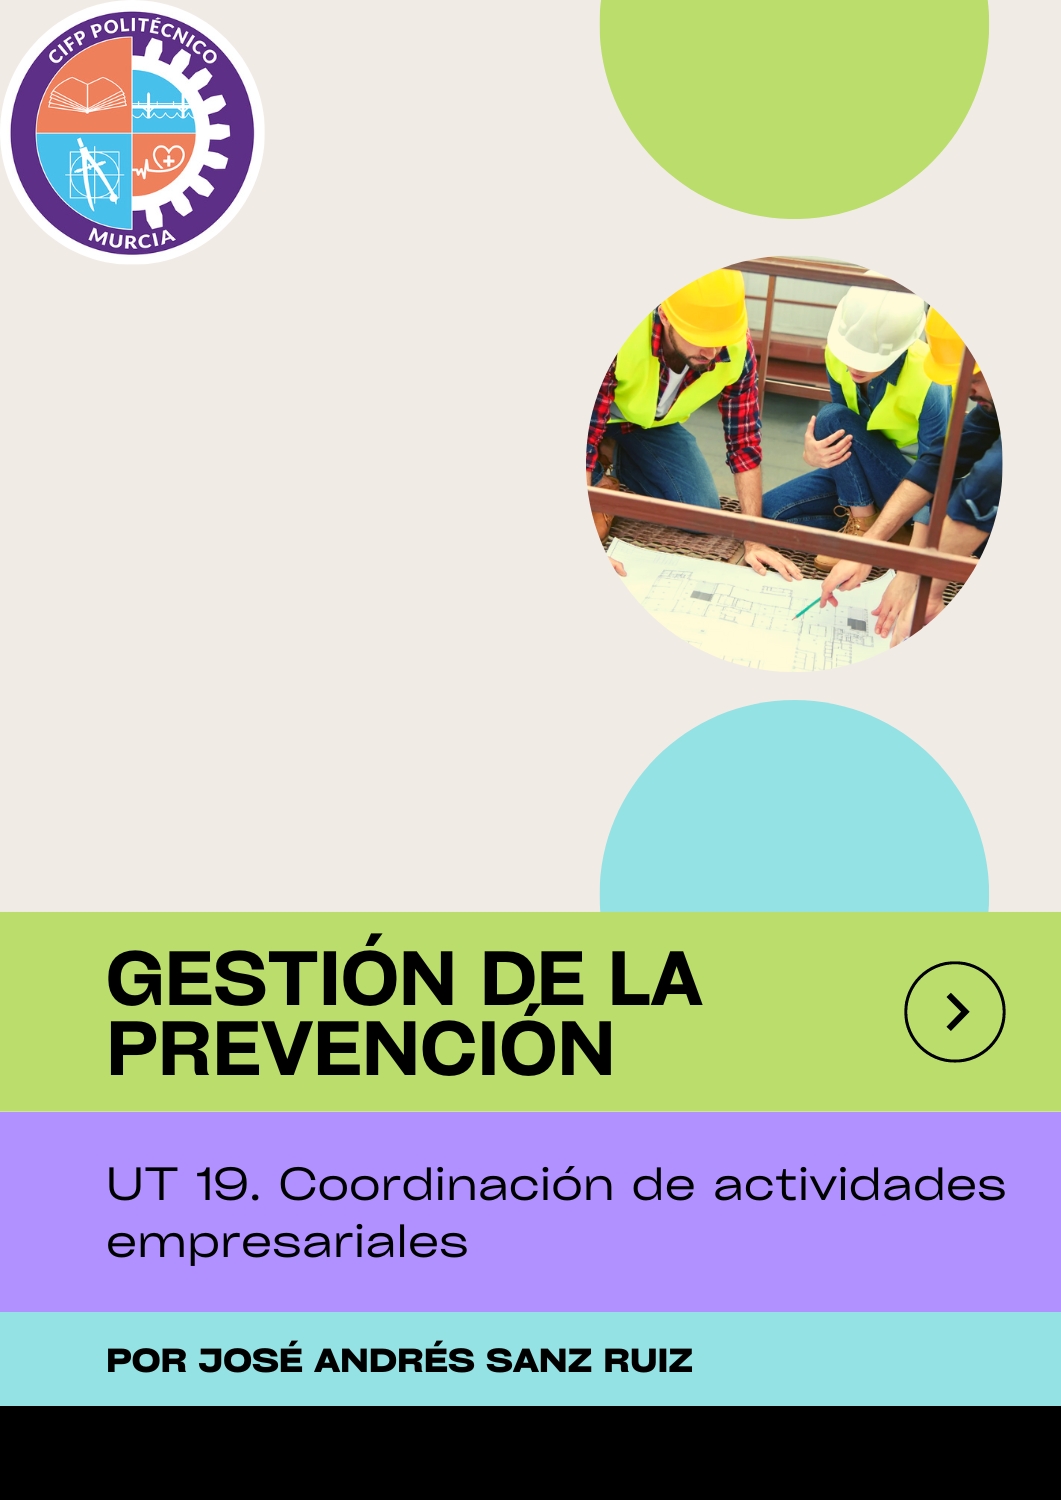 CIFP POLITÉCNICO
MURCIA
GESTIÓN DE LA
PREVENCIÓN
UT 19. Coordinación de actividades
empresariales
POR JOSÉ ANDRÉS SANZ RUIZ